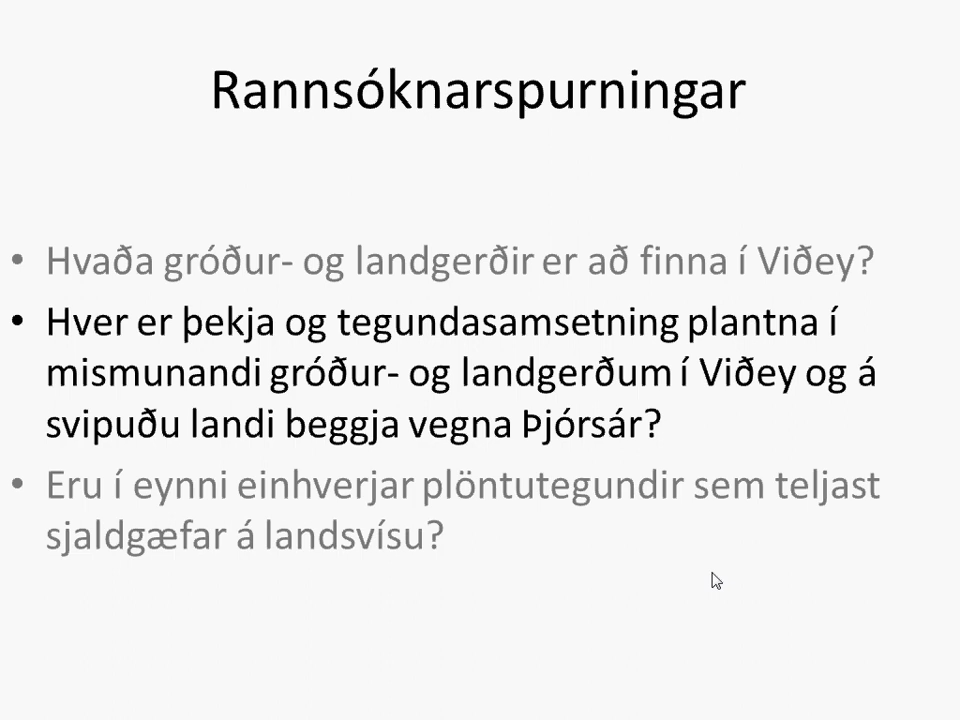 Rannsóknarspurningar
• Hvaða gróður- og landgerðir er að finna í Viðey?
• Hver er þekja og tegundasamsetning plantna í
mismunandi gróður- og landgerðum í Viðey og á
svipuðu landi beggja vegna Þjórsár?
• Eru í eynni einhverjar plöntutegundir sem teljast
sjaldgæfar á landsvísu?